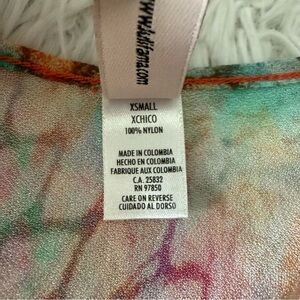 XSMALL
XCHICO
100% NYLON
MADE IN COLOMBIA
HECHO EN COLOMBIA
FABRIQUE AUX COLOMBIA
C.A. 25832
RN 97850
CARE ON REVERSE
CUIDADO AL DORSO